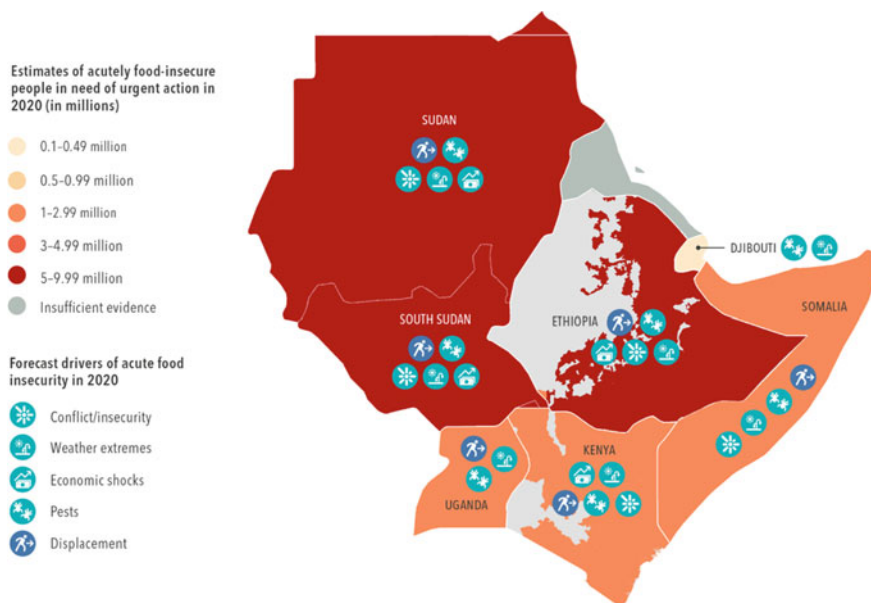 Estimates of acutely food-insecure
people in need of urgent action in
2020 (in millions)
0.1–0.49 million
0.5–0.99 million
1–2.99 million
3–4.99 million
5–9.99 million
Insufficient evidence
Forecast drivers of acute food
insecurity in 2020
Conflict/insecurity
Weather extremes
Economic shocks
Pests
Displacement
SUDAN
DJIBOUTI
SOMALIA
SOUTH SUDAN
ETHIOPIA
KENYA
UGANDA